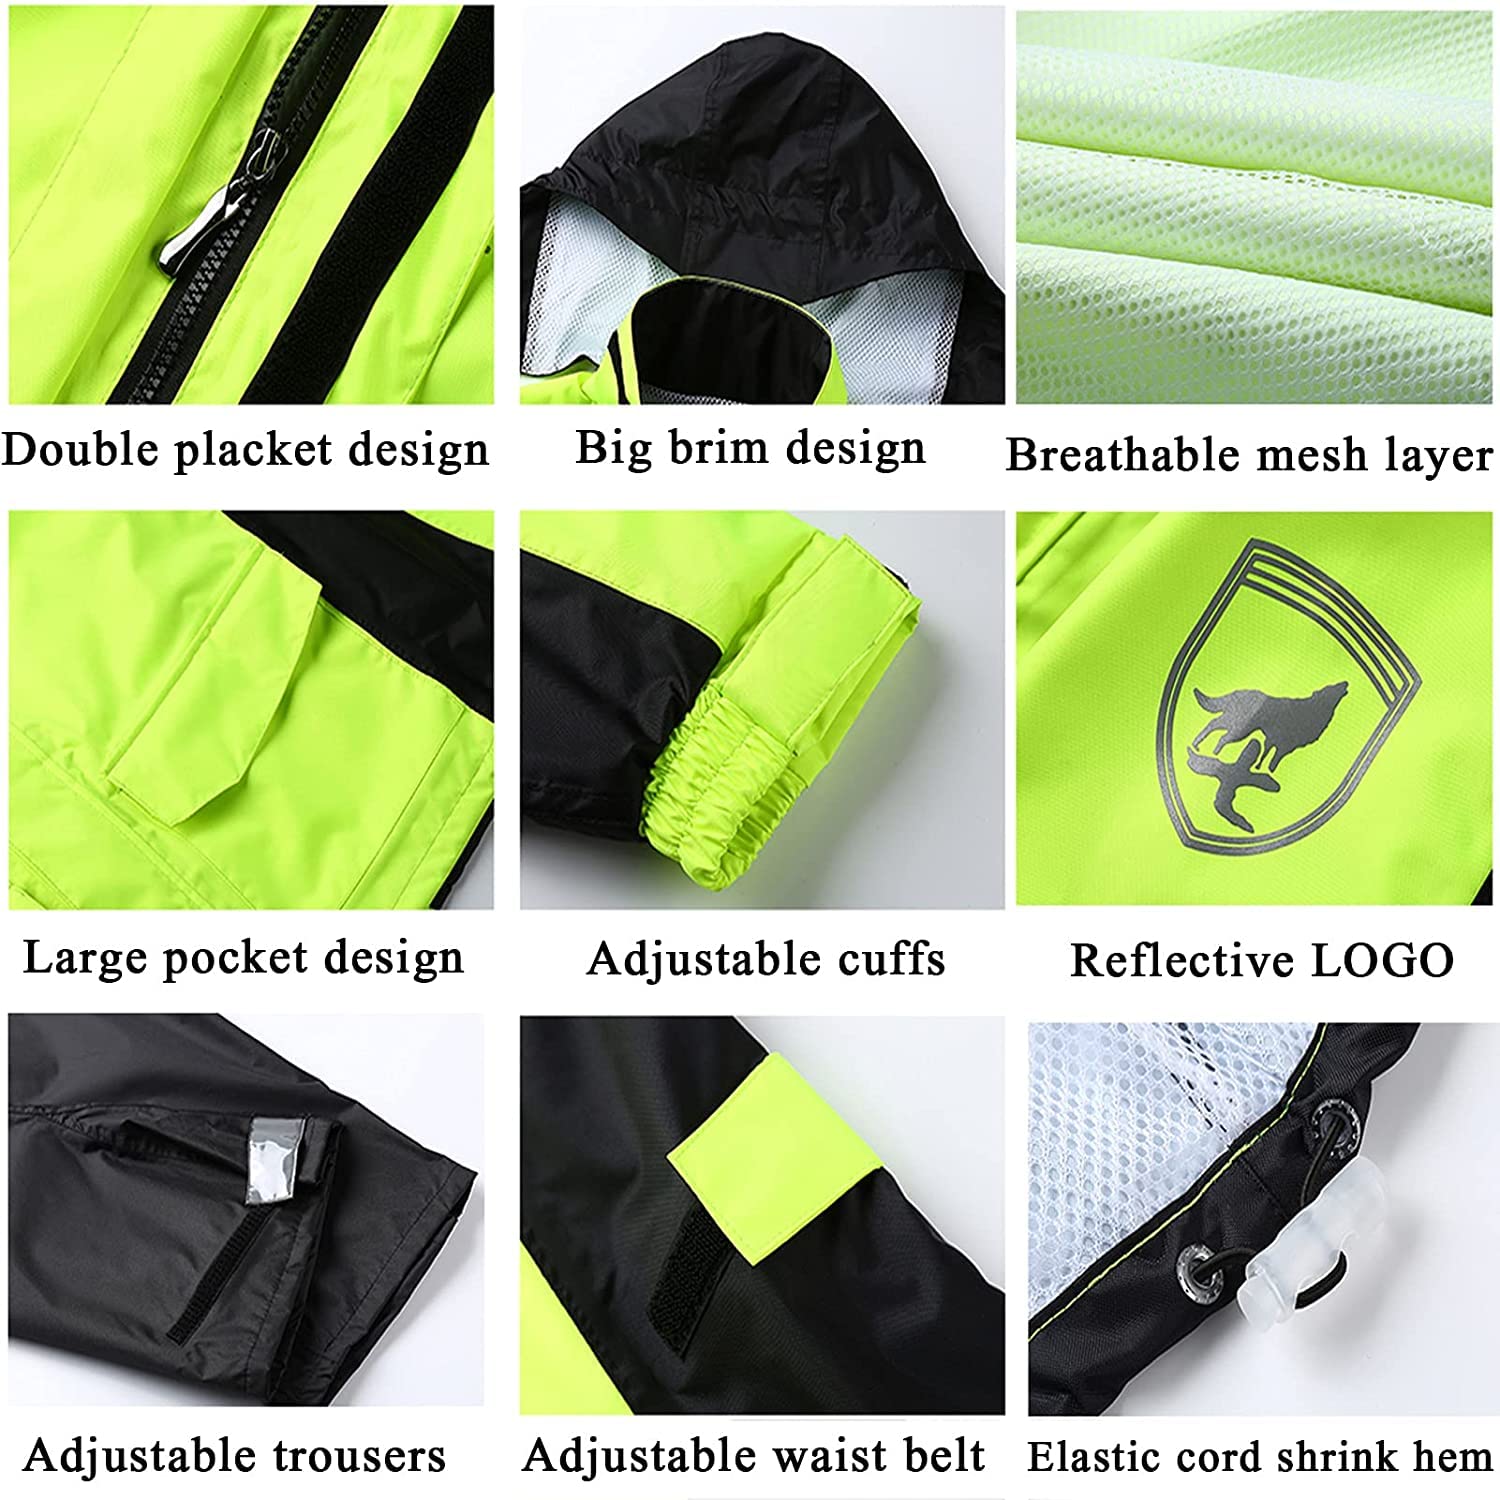 Double placket design
Big brim design
Breathable mesh layer
Large pocket design
Adjustable cuffs
Reflective LOGO
Adjustable trousers
Adjustable waist belt
Elastic cord shrink hem